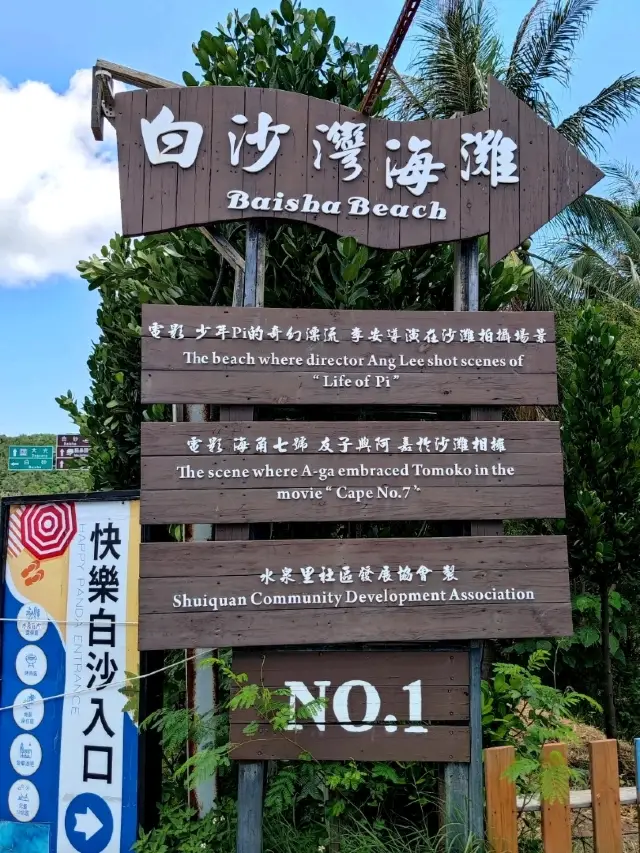 白沙灣海灘
Baisha Beach
電影 少年Pi的奇幻漂流 李安導演在沙灘拍攝場景
The beach where director Ang Lee shot scenes of
“Life of Pi”
電影 海角七號 友子與阿嘉於沙灘相擁
The scene where A-ga embraced Tomoko in the
movie “Cape No.7”
水泉里社區發展協會 製
Shuiquan Community Development Association
NO.1
快樂白沙入口
HAPPY PANDA ENTRANCE